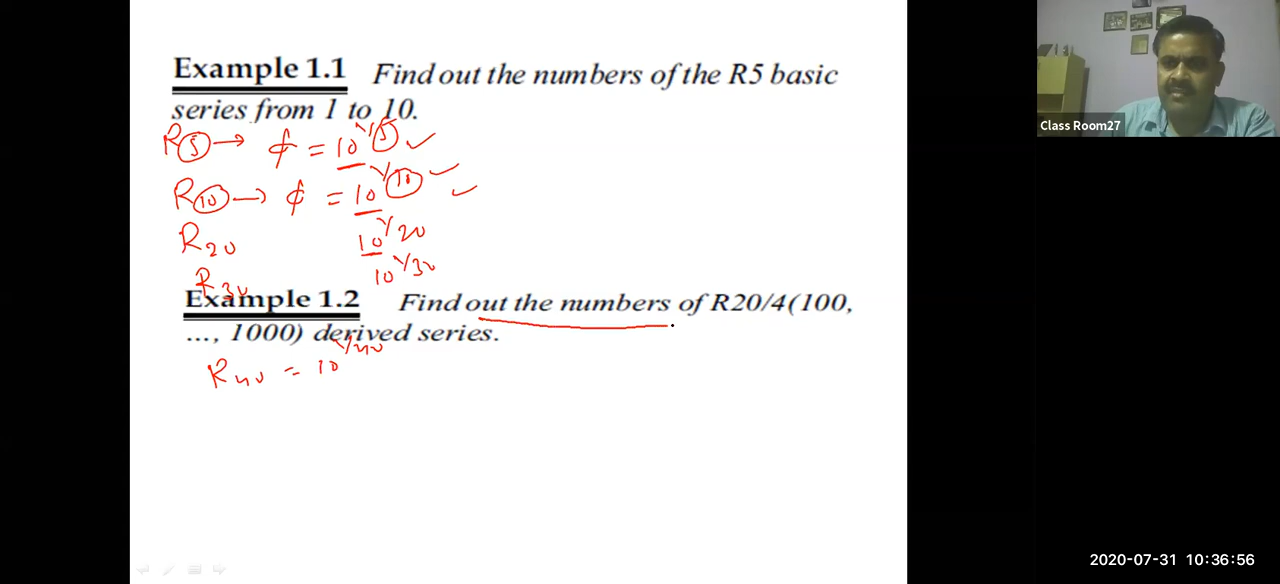 Example 1.1 Find out the numbers of the R5 basic
series from 1 to 10.
R5 → ϕ = 10^1/5 ✓
R10 → ϕ = 10^1/10 ✓ ✓
R20 10^1/20
R30 10^1/30
Example 1.2 Find out the numbers of R20/4(100,
..., 1000) derived series.
R40 = 10^1/40
Class Room27
2020-07-31 10:36:56